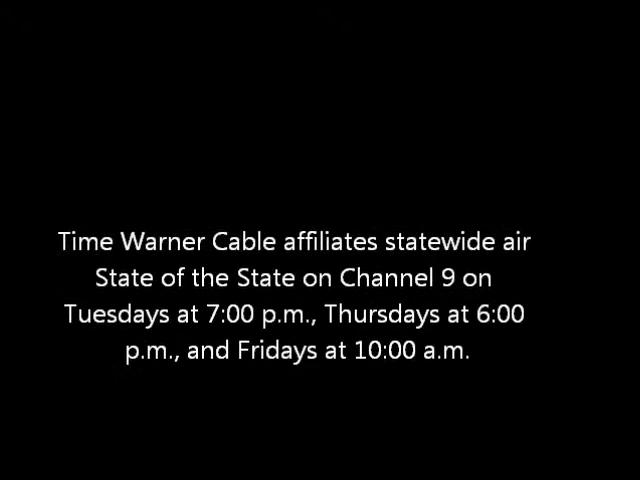 Time Warner Cable affiliates statewide air
State of the State on Channel 9 on
Tuesdays at 7:00 p.m., Thursdays at 6:00
p.m., and Fridays at 10:00 a.m.